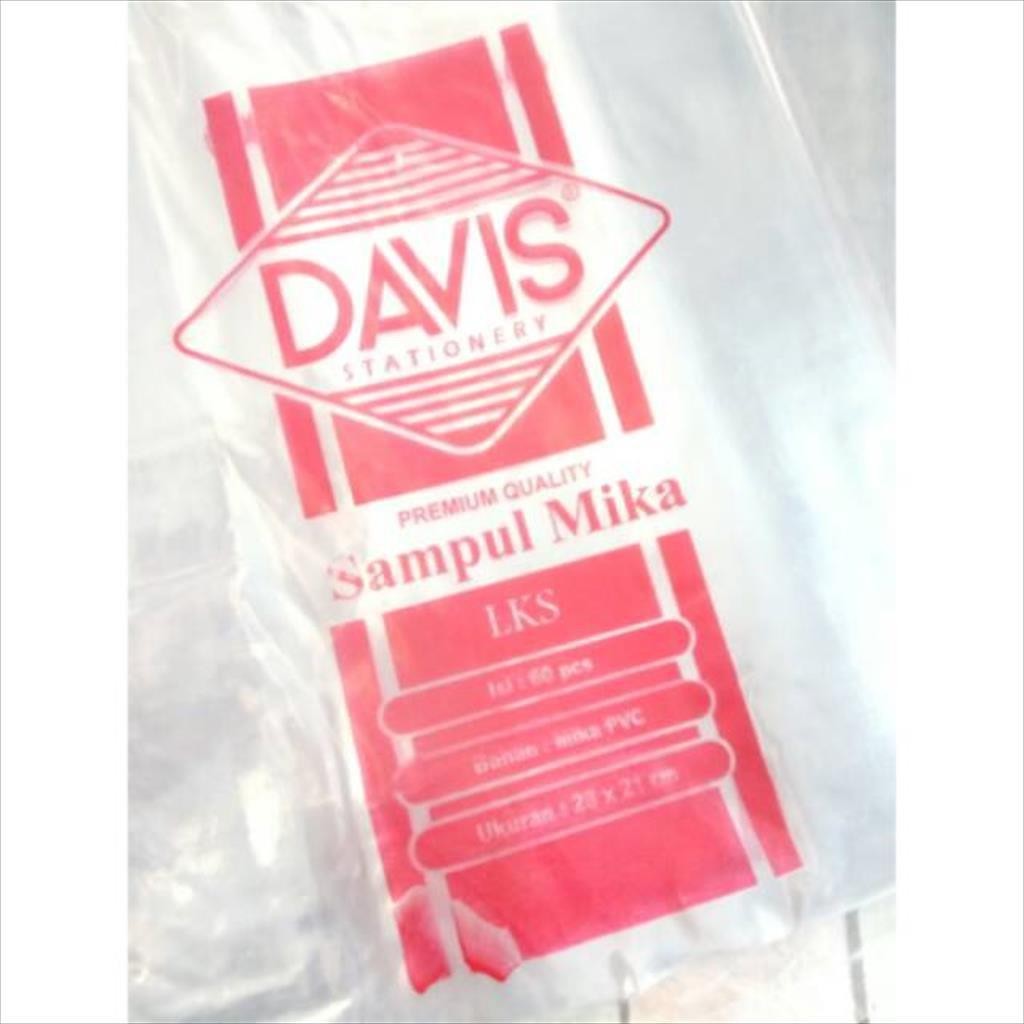 DAVIS®
STATIONERY
PREMIUM QUALITY
Sampul Mika
LKS
Isi : 60 pcs
Bahan : mika PVC
Ukuran : 28 x 21 cm